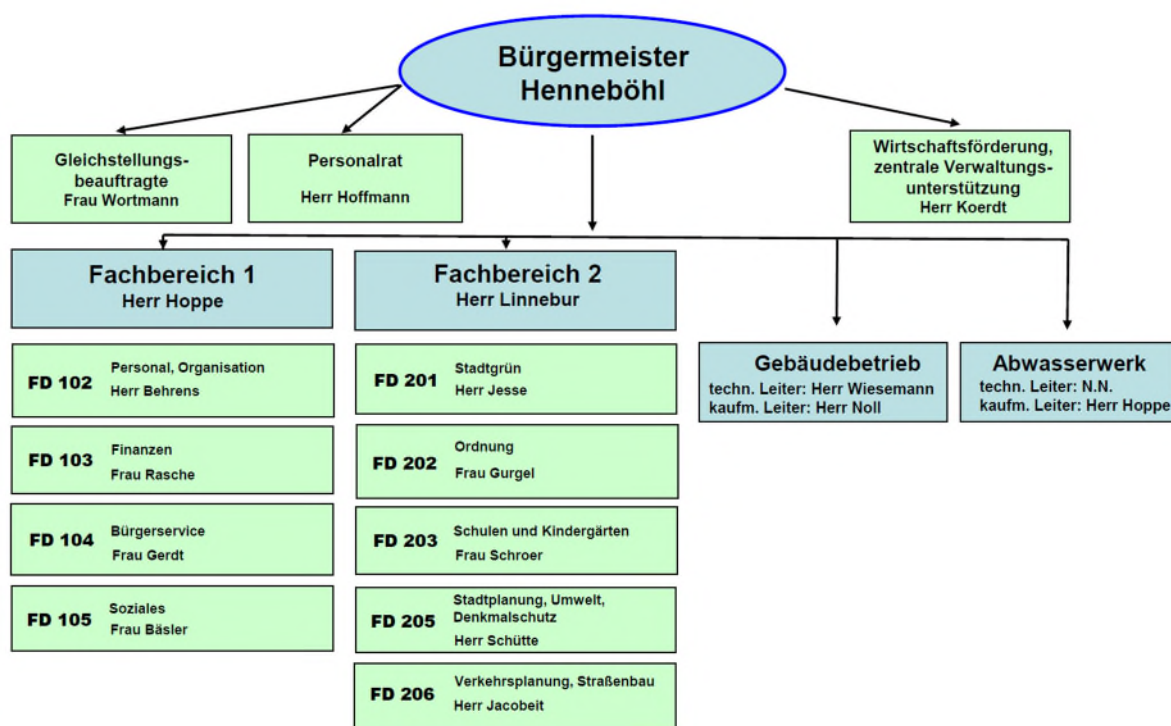 Bürgermeister
Henneböhl
Gleichstellungs-
beauftragte
Frau Wortmann
Personalrat
Herr Hoffmann
Wirtschaftsförderung,
zentrale Verwaltungs-
unterstützung
Herr Koerdt
Fachbereich 1
Herr Hoppe
FD 102
Personal, Organisation
Herr Behrens
FD 103
Finanzen
Frau Rasche
FD 104
Bürgerservice
Frau Gerdt
FD 105
Soziales
Frau Bäsler
Fachbereich 2
Herr Linnebur
FD 201
Stadtgrün
Herr Jesse
FD 202
Ordnung
Frau Gurgel
FD 203
Schulen und Kindergärten
Frau Schroer
FD 205
Stadtplanung, Umwelt,
Denkmalschutz
Herr Schütte
FD 206
Verkehrsplanung, Straßenbau
Herr Jacobeit
Gebäudebetrieb
techn. Leiter: Herr Wiesemann
kaufm. Leiter: Herr Noll
Abwasserwerk
techn. Leiter: N.N.
kaufm. Leiter: Herr Hoppe